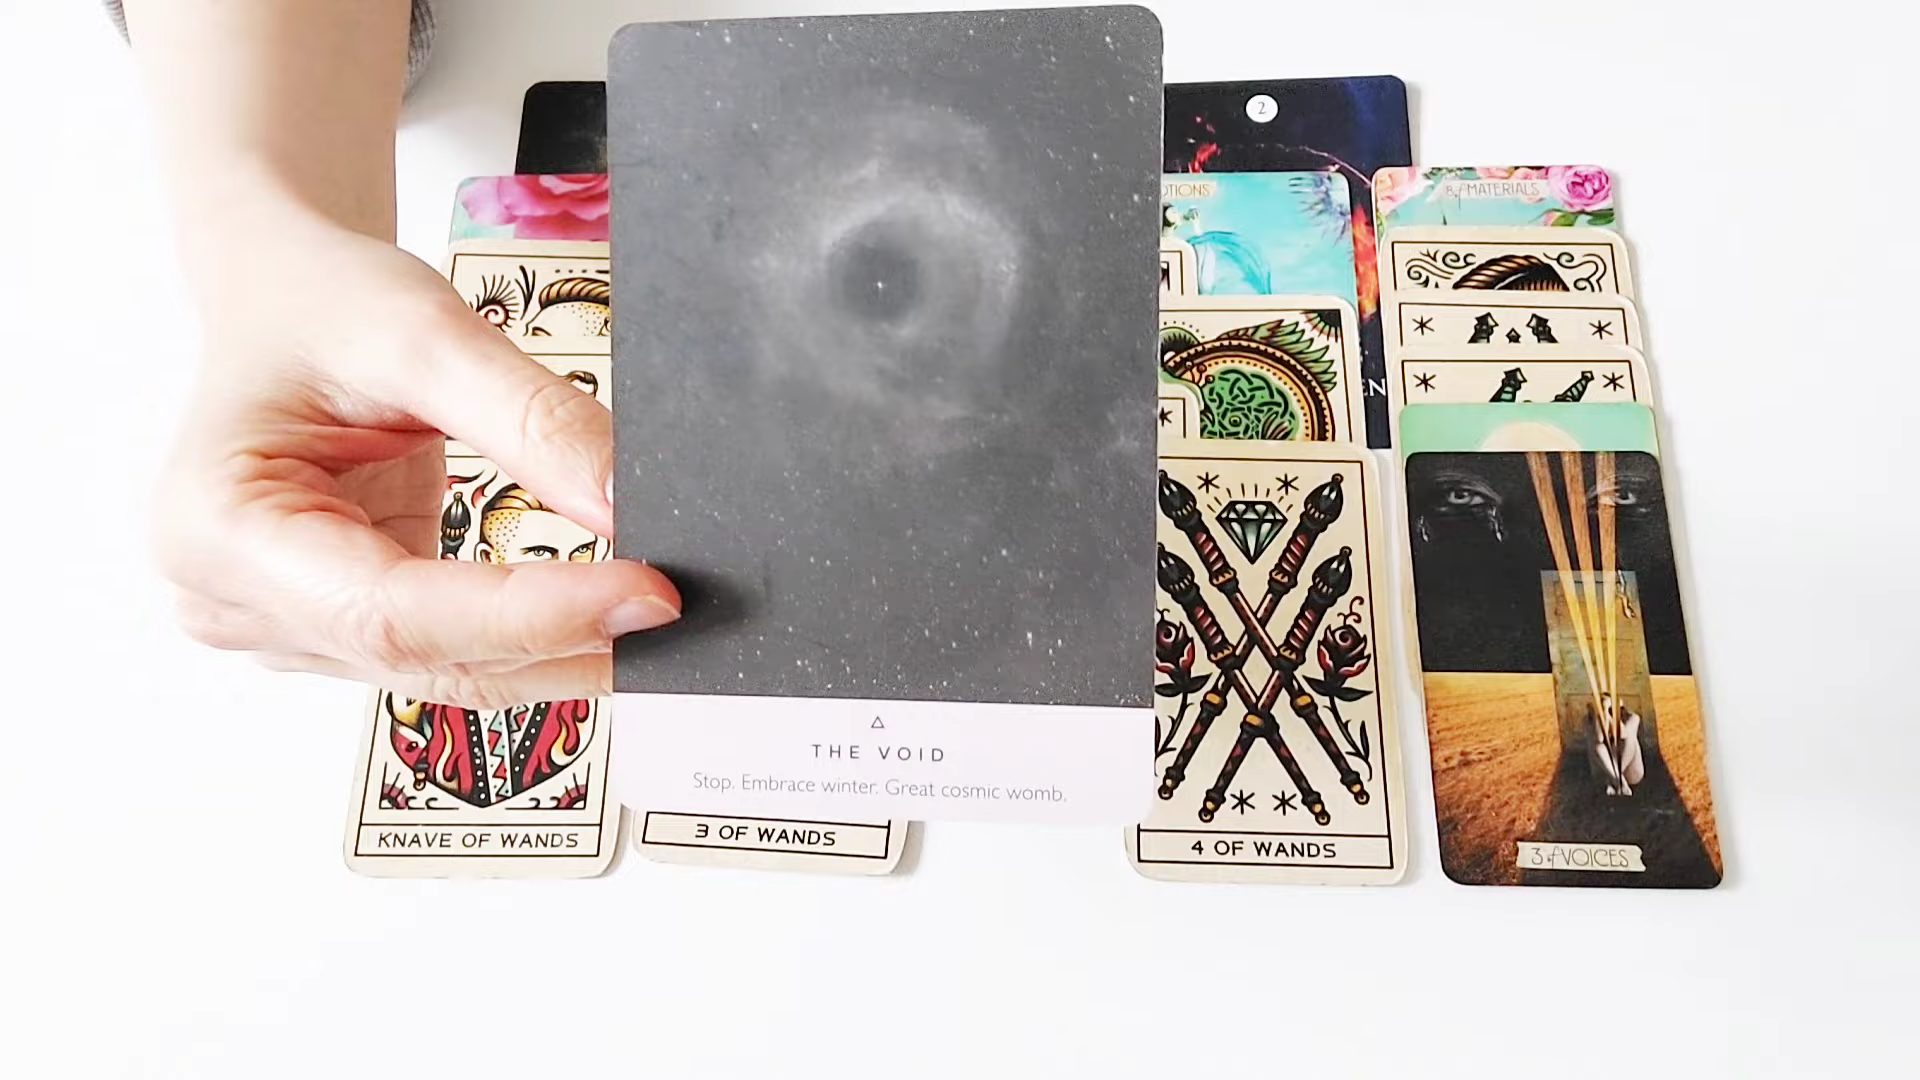 2
8 of MATERIALS
THE VOID
Stop. Embrace winter. Great cosmic womb.
KNAVE OF WANDS
3 OF WANDS
4 OF WANDS
3 of VOICES